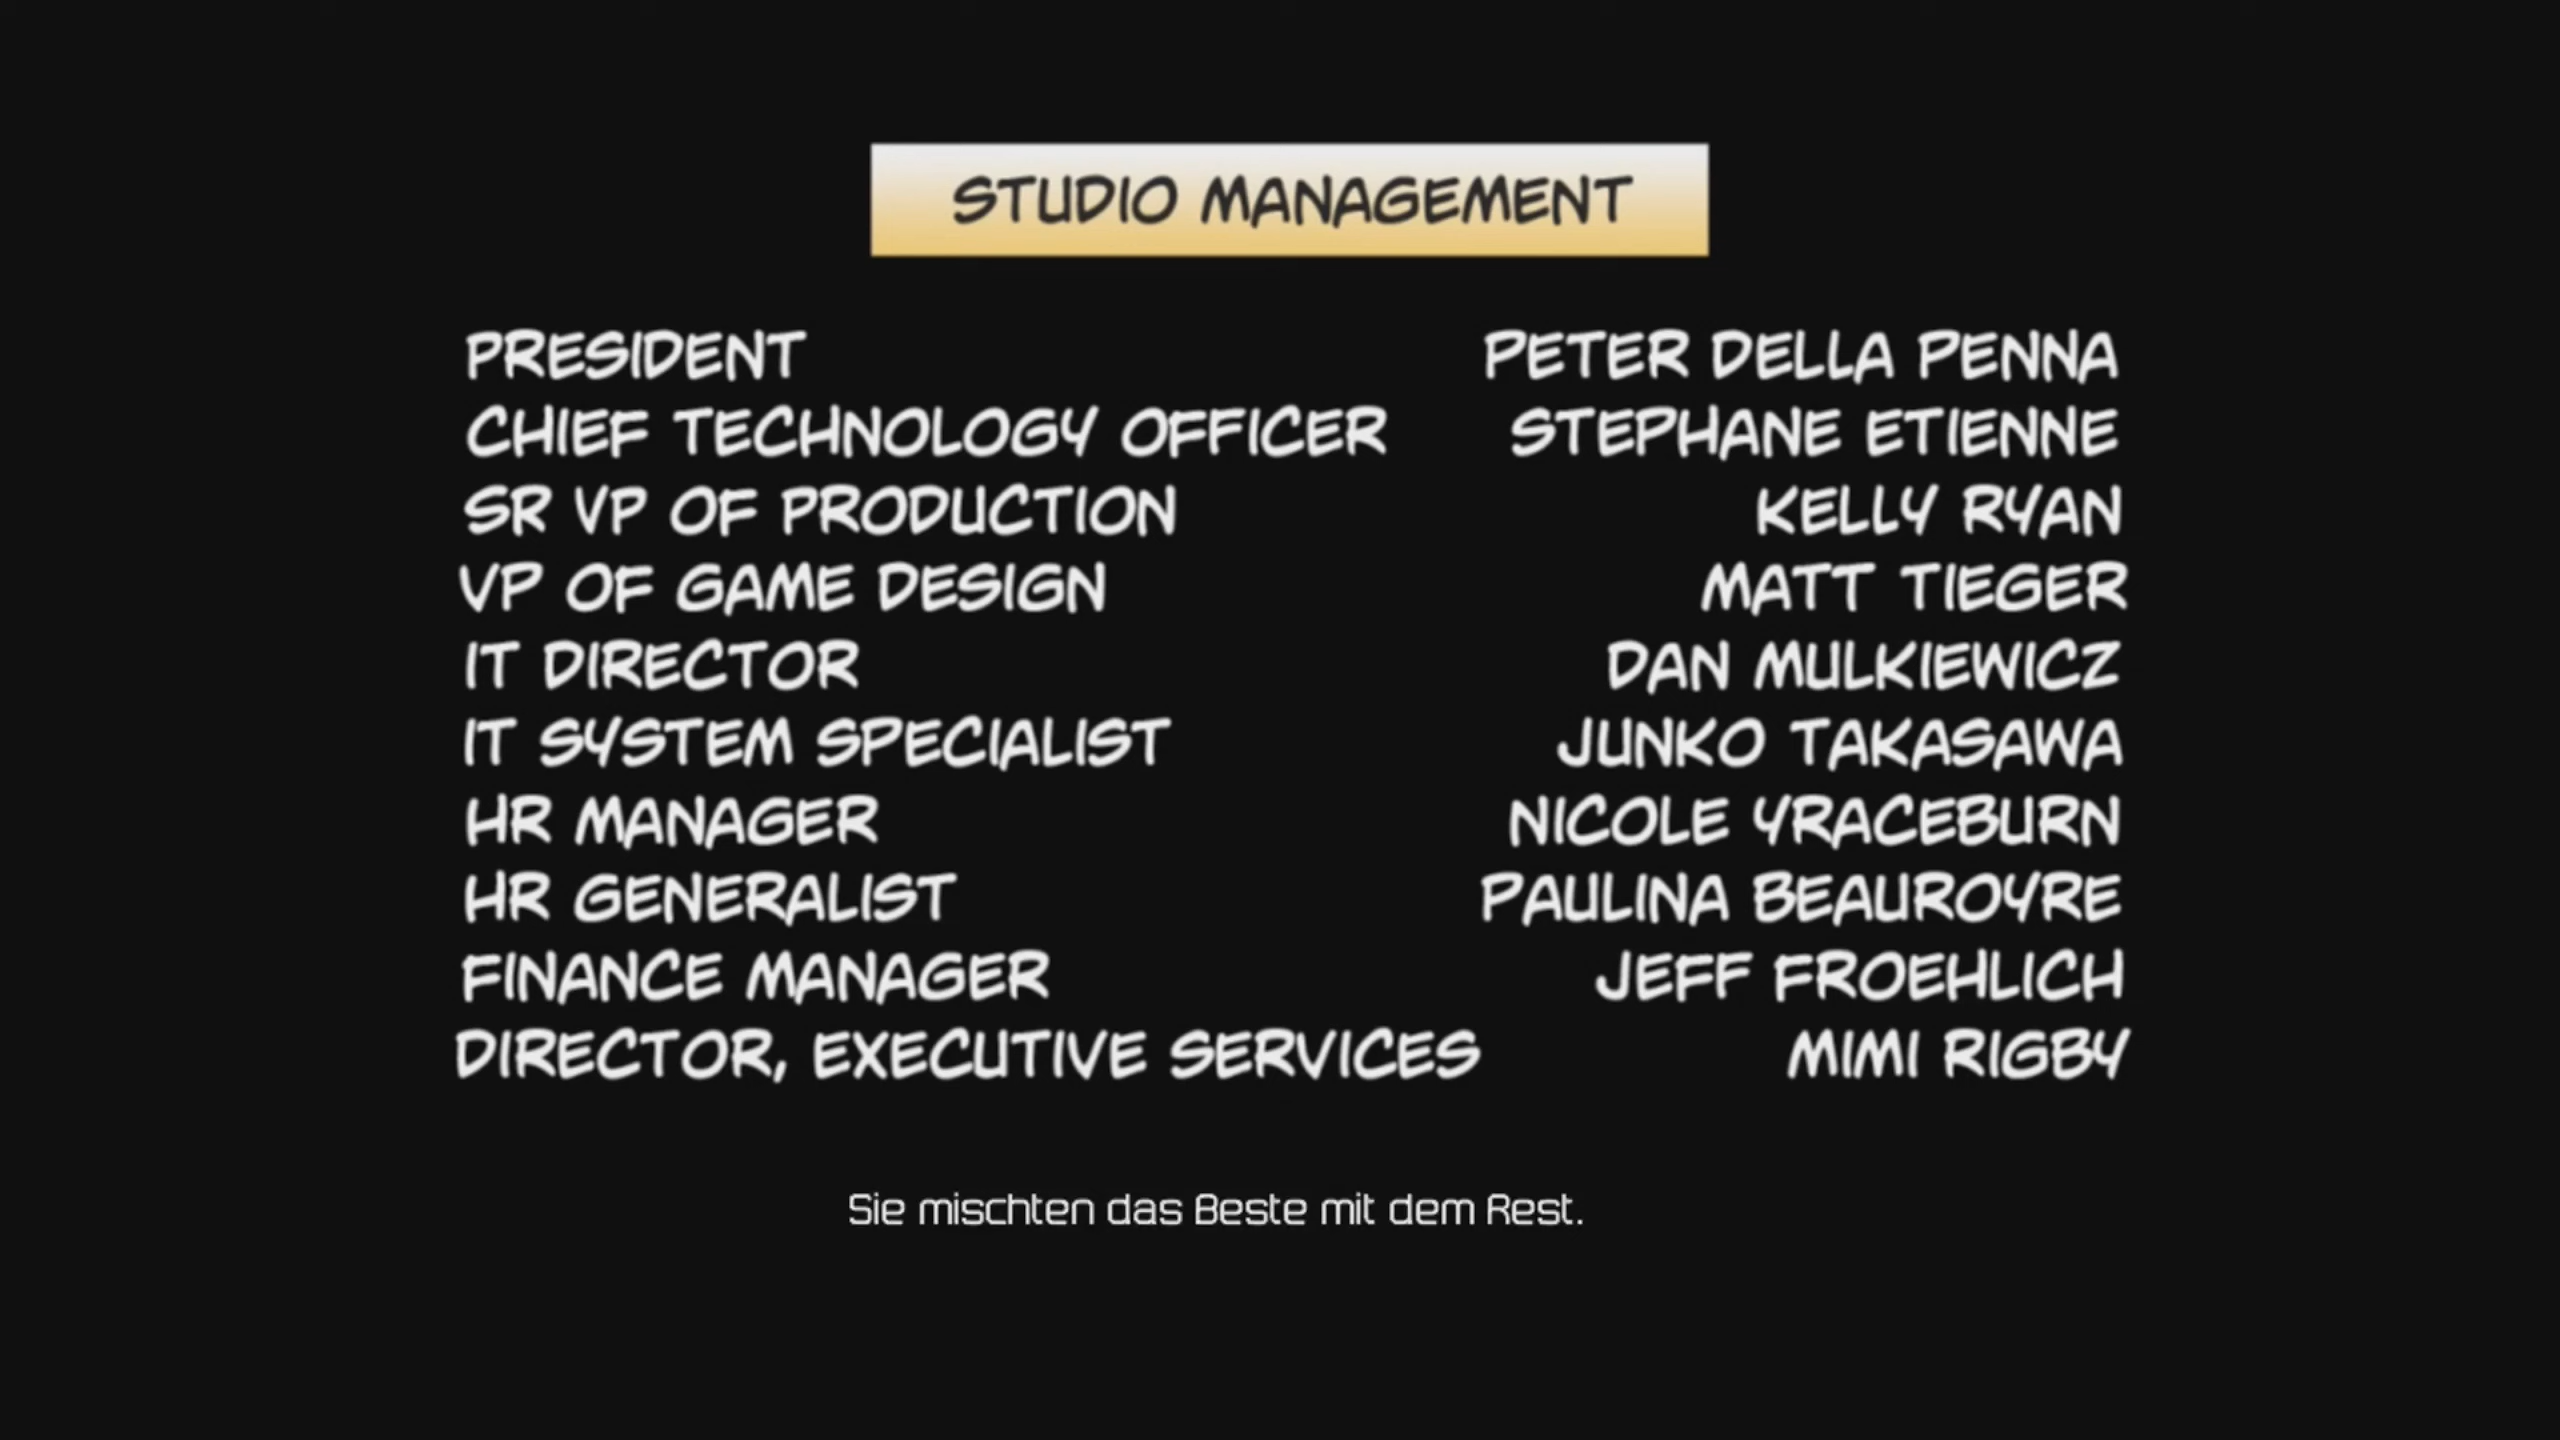 STUDIO MANAGEMENT
PRESIDENT PETER DELLA PENNA
CHIEF TECHNOLOGY OFFICER STEPHANE ETIENNE
SR VP OF PRODUCTION KELLY RYAN
VP OF GAME DESIGN MATT TIEGER
IT DIRECTOR DAN MULKIEWICZ
IT SYSTEM SPECIALIST JUNKO TAKASAWA
HR MANAGER NICOLE YRACEBURN
HR GENERALIST PAULINA BEAUROYRE
FINANCE MANAGER JEFF FROEHLICH
DIRECTOR, EXECUTIVE SERVICES MIMI RIGBY
Sie mischten das Beste mit dem Rest.